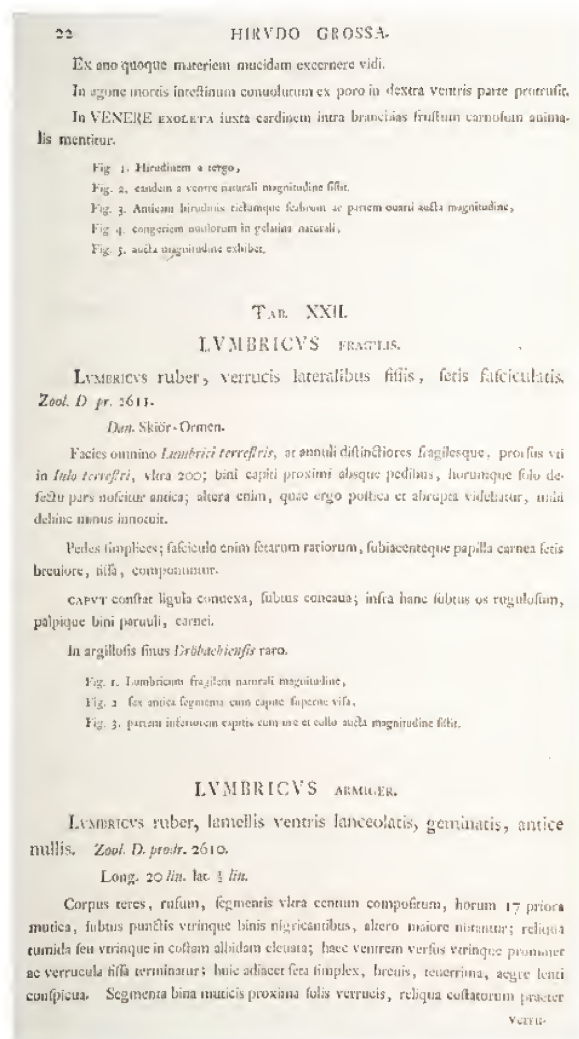 22 HIRVDO GROSSA.
Ex ano quoque materiem mucidam excernere vidi.
In agone mortis inteſtinum conuolutum ex poro in dextra ventris parte protruſit.
In VENERE EXOLETA iuxta cardinem intra branchias fruſtum carnoſum anima-
lis mentitur.
Fig 1. Hirudinem a tergo,
Fig. 2. eandem a ventre naturali magnitudine ſiſtit.
Fig. 3. Anticam hirudinis rictumque ſcabrum ac partem ouarii aucta magnitudine,
Fig 4. congeriem ouulorum in gelatina naturali,
Fig. 5. aucta magnitudine exhibet.
TAB. XXII.
LVMBRICVS FRAGILIS.
LVMBRICVS ruber, verrucis lateralibus fiſſis, ſetis faſciculatis.
Zool. D pr. 2611.
Dan. Skiör-Ormen.
Facies omnino Lumbrici terreſtris, at annuli diſtinctiores fragilesque, prorſus vti
in Iulo terreſtri, vltra 200; bini capiti proximi absque pedibus, horumque ſolo de-
fectu pars noſcitur antica; altera enim, quae ergo poſtica et abrupta videbatur,
dehinc minus innotuit.
Pedes ſimplices; faſciculo enim ſetarum rariorum, ſubiacenteque papilla carnea ſetis
breuiore, fiſſa, componuntur.
CAPVT conſtat ligula conuexa, ſubtus concaua; infra hanc ſubtus os ruguloſum,
palpique bini paruuli, carnei.
In argilloſis ſinus Dröbachienſis raro.
Fig. 1. Lumbricum fragilem naturali magnitudine,
Fig. 2 ſex antica ſegmenta cum capite ſuperne viſa,
Fig. 3. partem inferiorem capitis cum ore et collo aucta magnitudine ſiſtit.
LVMBRICVS ARMIGER.
LVMBRICVS ruber, lamellis ventris lanceolatis, geminatis, antice
nullis. Zool. D. prodr. 2610.
Long. 20 lin. lat. lin.
Corpus teres, rufum, ſegmentis vltra centum compoſitum, horum 17 priora
mutica, ſubtus punctis vtrinque binis nigricantibus, altero maiore notantur; reliqua
tumida ſeu vtrinque in coſtam albidam eleuata; haec ventrem verſus vtrinque prominet
ac verrucula fiſſa terminatur; huic adiacet ſeta ſimplex, breuis, tenerrima, aegre lenti
conſpicua. Segmenta bina muticis proxima ſolis verrucis, reliqua coſtatorum praeter
verru-